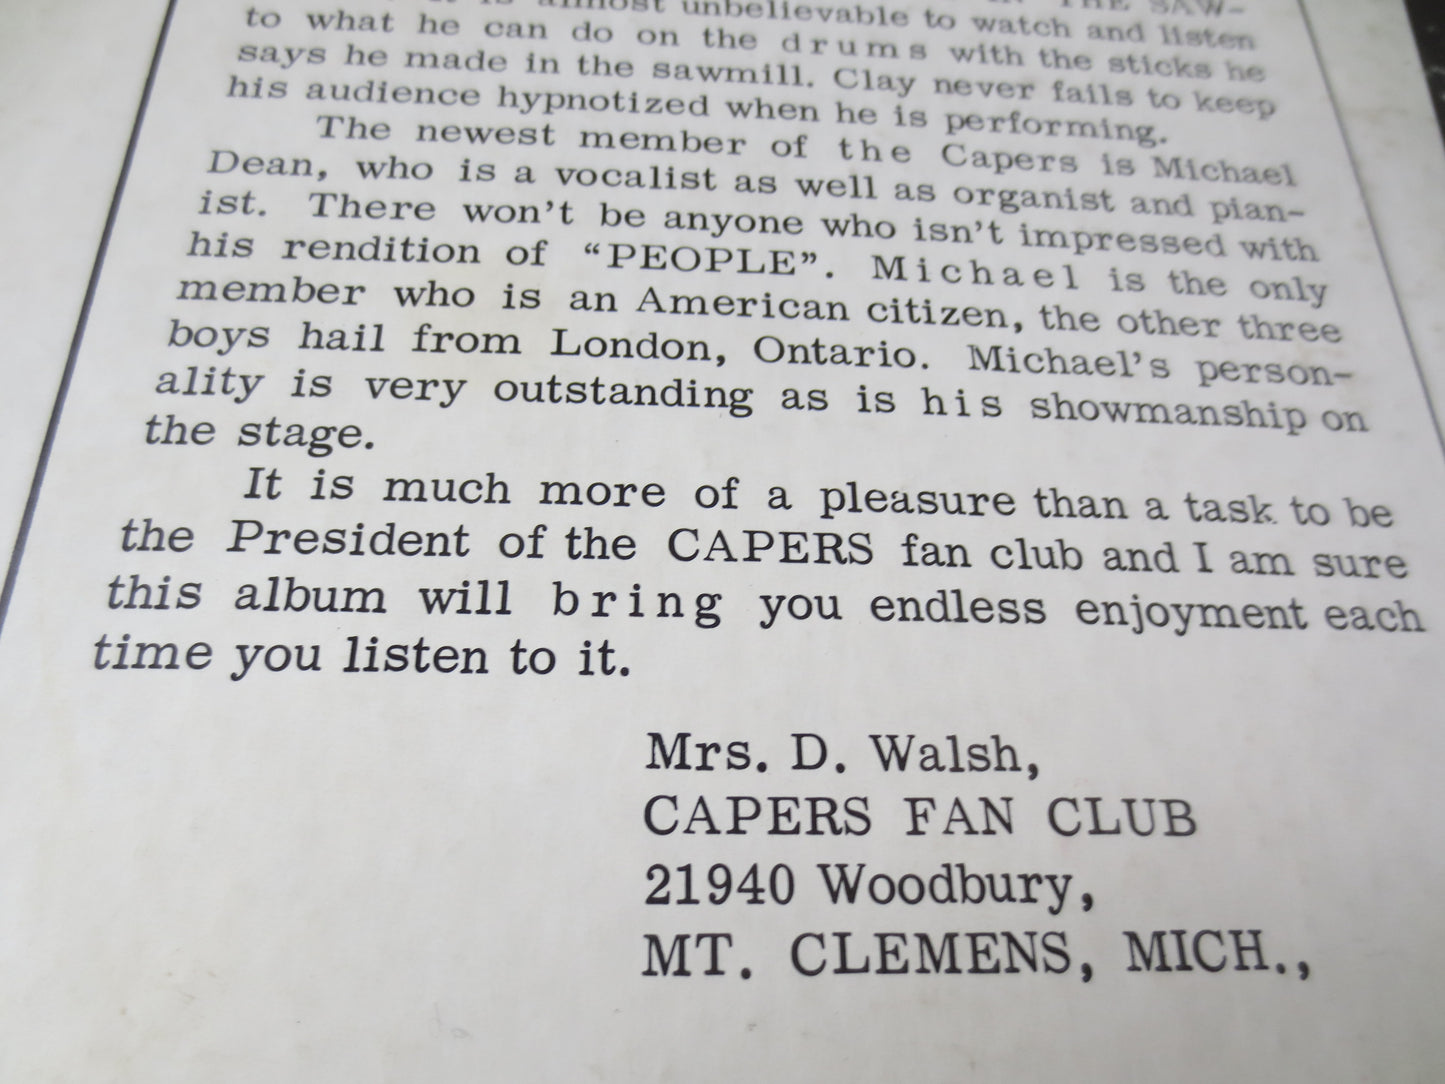 unbelievable to watch and listen
to what he can do on the drums with the sticks he
says he made in the sawmill. Clay never fails to keep
his audience hypnotized when he is performing.
The newest member of the Capers is Michael
Dean, who is a vocalist as well as organist and pian-
ist. There won't be anyone who isn't impressed with
his rendition of “PEOPLE”. Michael is the only
member who is an American citizen, the other three
boys hail from London, Ontario. Michael's person-
ality is very outstanding as is his showmanship on
the stage.
It is much more of a pleasure than a task to be
the President of the CAPERS fan club and I am sure
this album will bring you endless enjoyment each
time you listen to it.
Mrs. D. Walsh,
CAPERS FAN CLUB
21940 Woodbury,
MT. CLEMENS, MICH.,